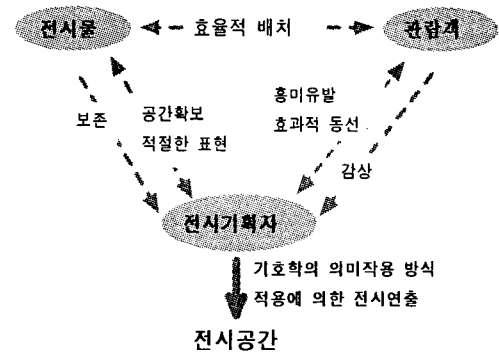 전시물 효율적 배치 관람객
보존
공간확보
적절한 표현
흥미유발
효과적 동선
감상
전시기획자
기호학의 의미작용 방식
적용에 의한 전시연출
전시공간